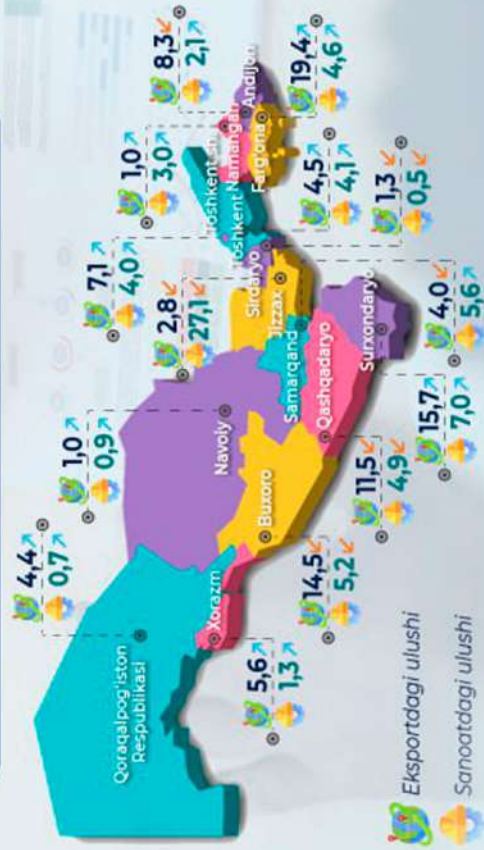 8,3
2,1
19,4
4,6
1,0
3,0
Andijon
Namangan
Farg'ona
Toshkent
Toshkent
4,5
4,1
1,3
0,5
7,1
4,0
2,8
27,1
Sirdaryo
Jizzax
Samarqand
Qashqadaryo
Surxondaryo
4,0
5,6
15,7
7,0
1,0
0,9
Navoiy
Buxoro
11,5
4,9
4,4
0,7
Xorazm
14,5
5,2
Qoraqalpog'iston
Respublikasi
5,6
1,3
Eksportdagi ulushi
Sanoatdagi ulushi